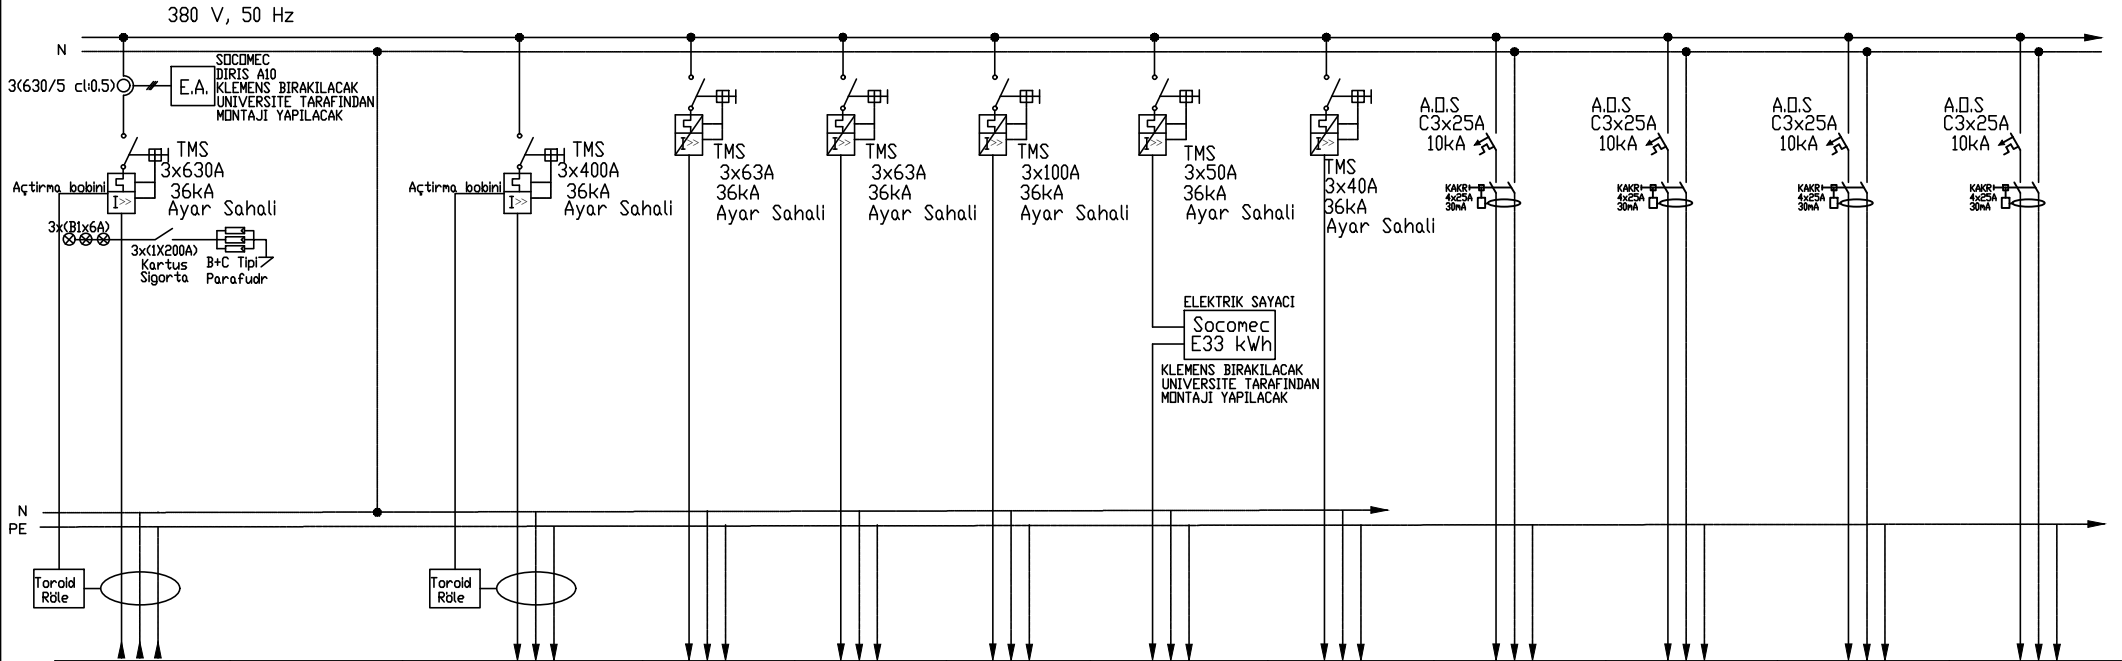 380 V, 50 Hz
N
3(630/5 cl:0.5)
E.A.
SOCOMEC
DIRIS A10
KLEMENS BIRAKILACAK
UNIVERSITE TARAFINDAN
MONTAJI YAPILACAK
TMS
3x630A
36kA
Ayar Sahali
Açtirma bobini
I>>
3x(B1x6A)
3x(1X200A)
Kartus
Sigorta
B+C Tipi
Parafudr
TMS
3x400A
36kA
Ayar Sahali
Açtirma bobini
I>>
TMS
3x63A
36kA
Ayar Sahali
I>>
TMS
3x63A
36kA
Ayar Sahali
I>>
TMS
3x100A
36kA
Ayar Sahali
I>>
TMS
3x50A
36kA
Ayar Sahali
I>>
ELEKTRIK SAYACI
Socomec
E33 kWh
KLEMENS BIRAKILACAK
UNIVERSITE TARAFINDAN
MONTAJI YAPILACAK
TMS
3x40A
36kA
Ayar Sahali
I>>
A.O.S
C3x25A
10kA
KAKR
4x25A
30mA
A.O.S
C3x25A
10kA
KAKR
4x25A
30mA
A.O.S
C3x25A
10kA
KAKR
4x25A
30mA
A.O.S
C3x25A
10kA
KAKR
4x25A
30mA
N
PE
Toroid
Röle
Toroid
Röle